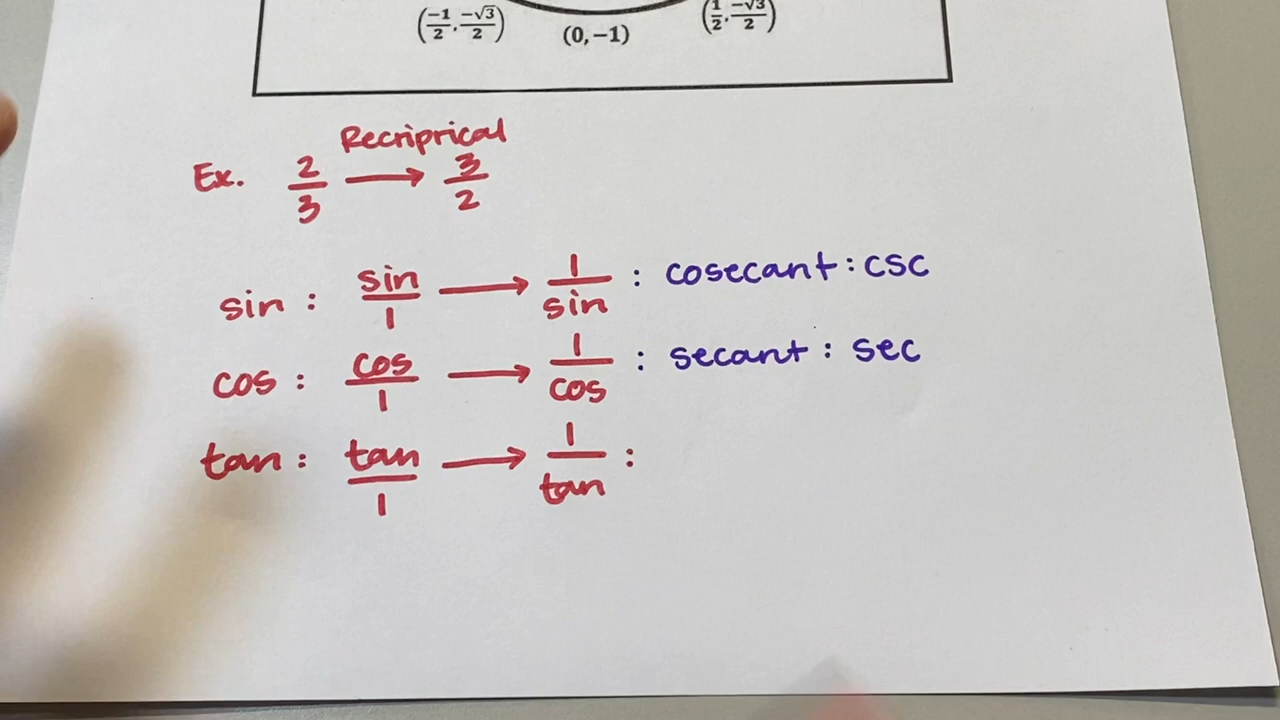 (-1/2, -√3/2) (0, -1) (1/2, -√3/2)
Recriprical
Ex. 2/3 → 3/2
sin : sin/1 → 1/sin : cosecant : csc
cos : cos/1 → 1/cos : secant : sec
tan : tan/1 → 1/tan :